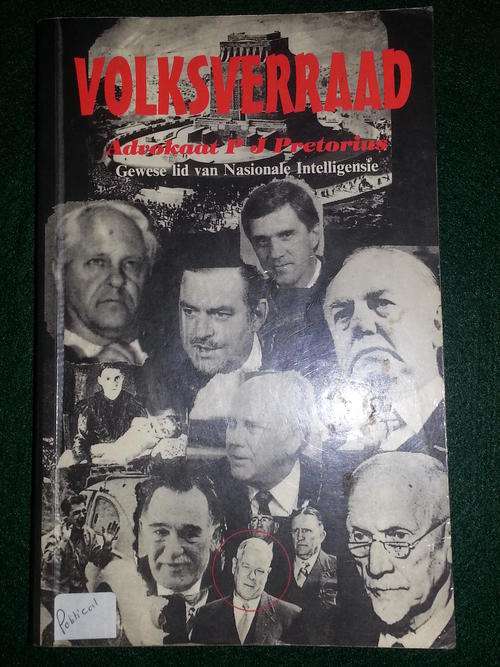 VOLKSVERRAAD
Advokaat P J Pretorius
Gewese lid van Nasionale Intelligensie
Political